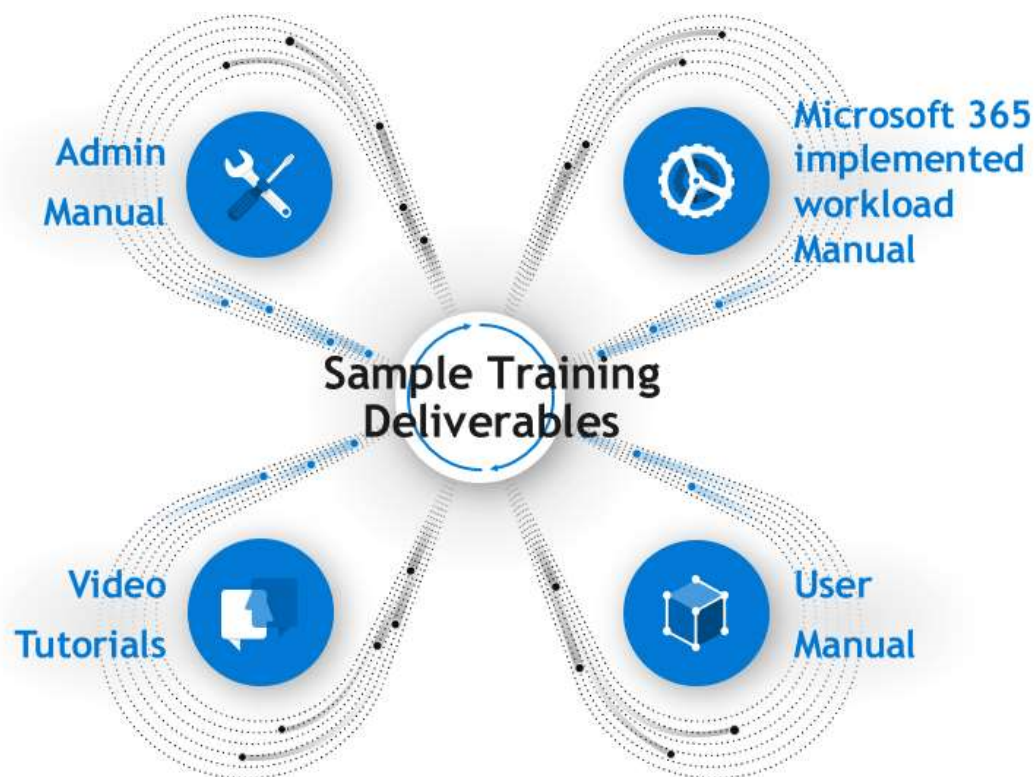 Admin
Manual
Microsoft 365
implemented
workload
Manual
Sample Training
Deliverables
Video
Tutorials
User
Manual